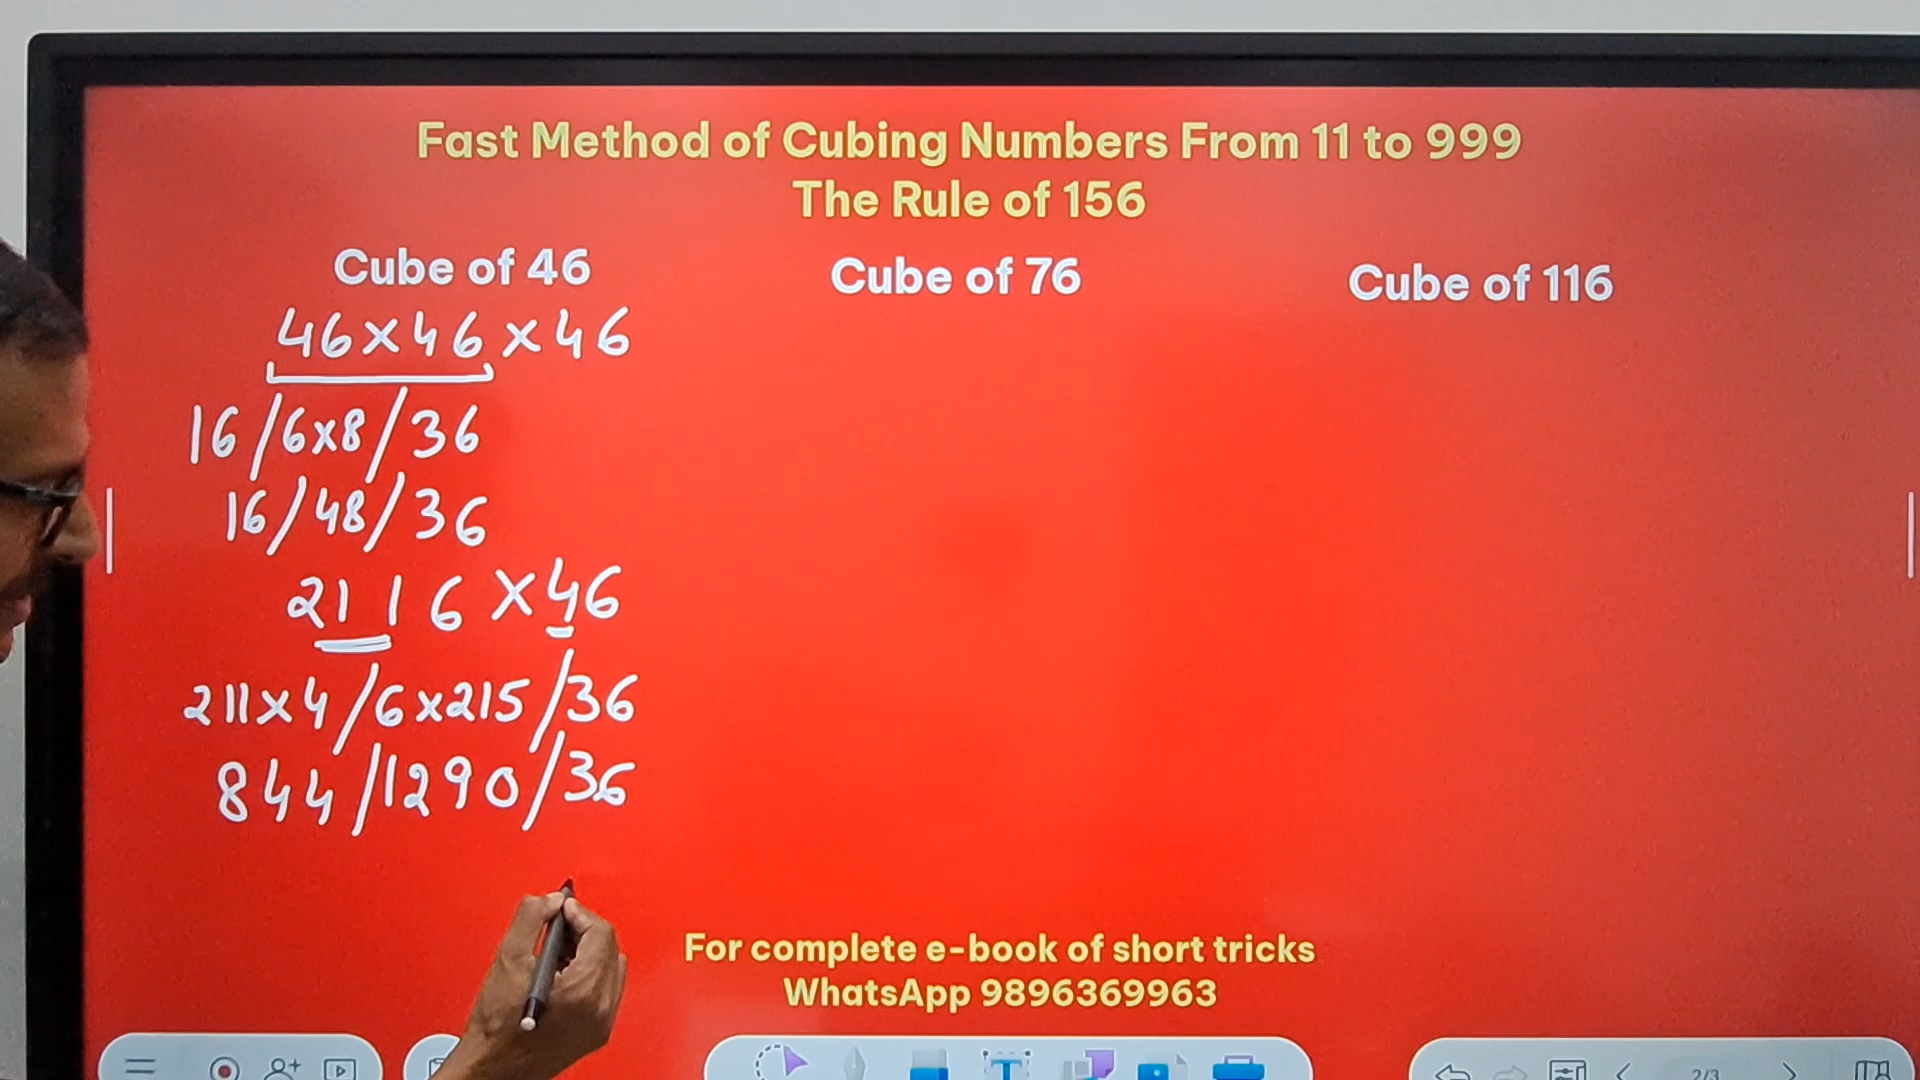 Fast Method of Cubing Numbers From 11 to 999
The Rule of 156
Cube of 46
46×46×46
16/6×8/36
16/48/36
2116×46
211×4/6×215/36
844/1290/36
Cube of 76
Cube of 116
For complete e-book of short tricks
WhatsApp 9896369963
2/3